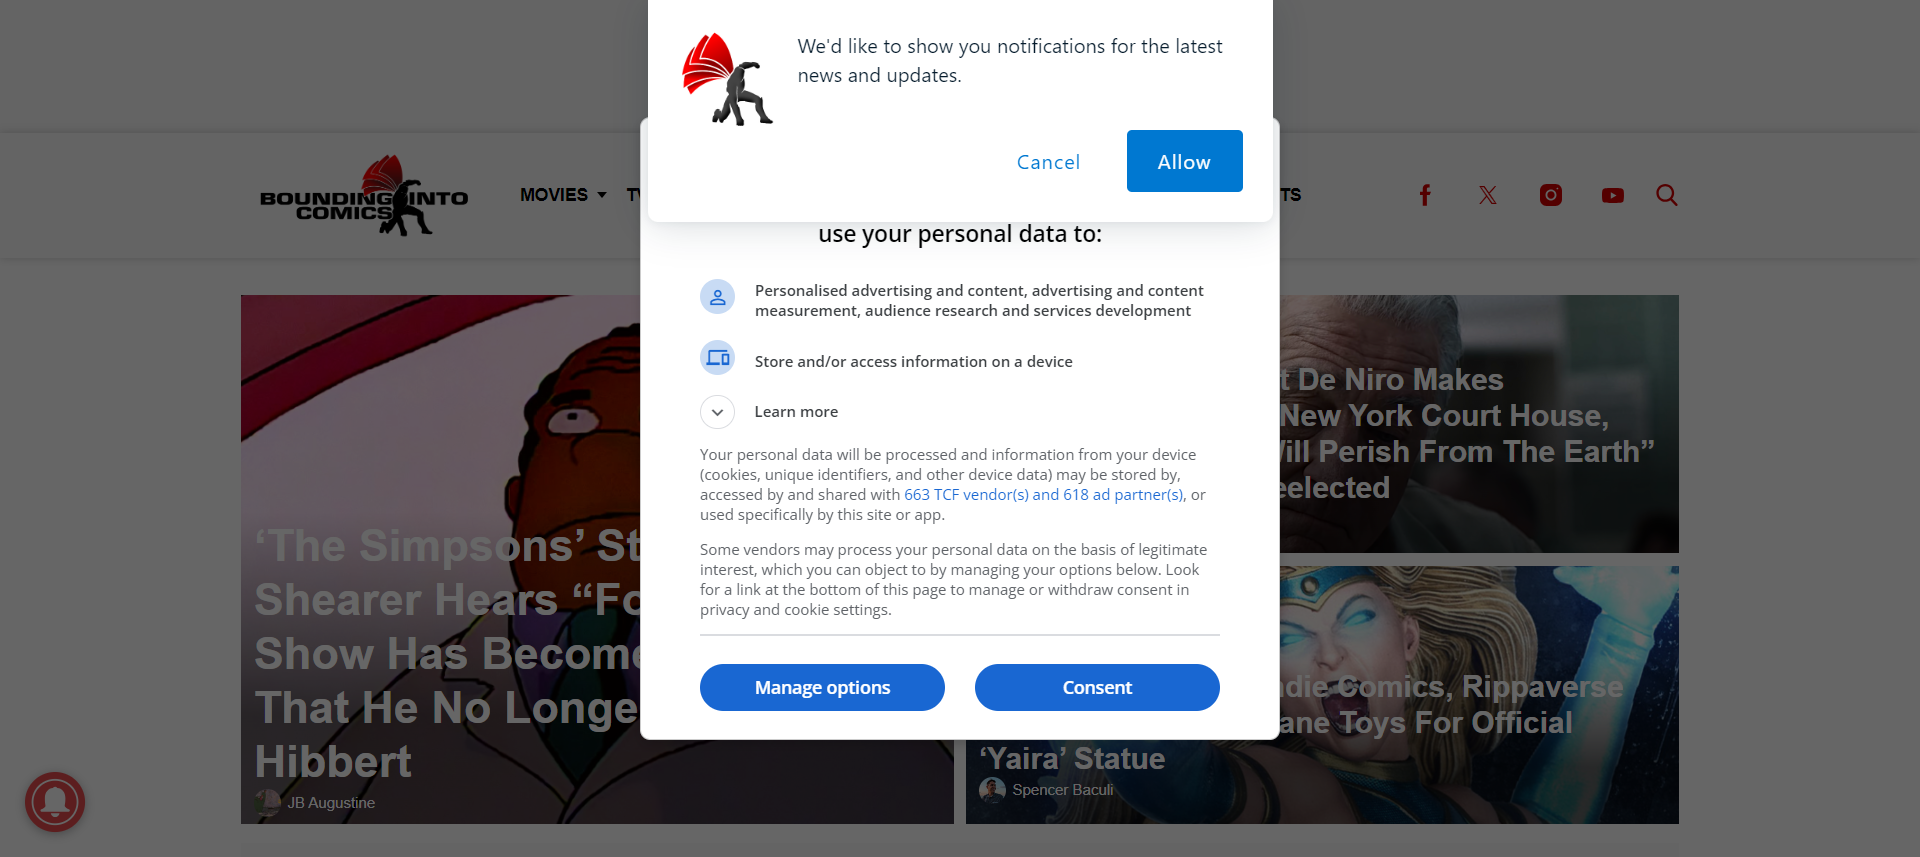 We'd like to show you notifications for the latest
news and updates.
Cancel
Allow
BOUNDING INTO
COMICS
MOVIES
TS
use your personal data to:
Personalised advertising and content, advertising and content
measurement, audience research and services development
Store and/or access information on a device
Learn more
Your personal data will be processed and information from your device
(cookies, unique identifiers, and other device data) may be stored by,
accessed by and shared with 663 TCF vendor(s) and 618 ad partner(s), or
used specifically by this site or app.
Some vendors may process your personal data on the basis of legitimate
interest, which you can object to by managing your options below. Look
for a link at the bottom of this page to manage or withdraw consent in
privacy and cookie settings.
Manage options
Consent
‘The Simpsons’ St
Shearer Hears “Fo
Show Has Become
That He No Longe
Hibbert
JB Augustine
t De Niro Makes
New York Court House,
ill Perish From The Earth”
eelected
ndie Comics, Rippaverse
ane Toys For Official
‘Yaira’ Statue
Spencer Baculi